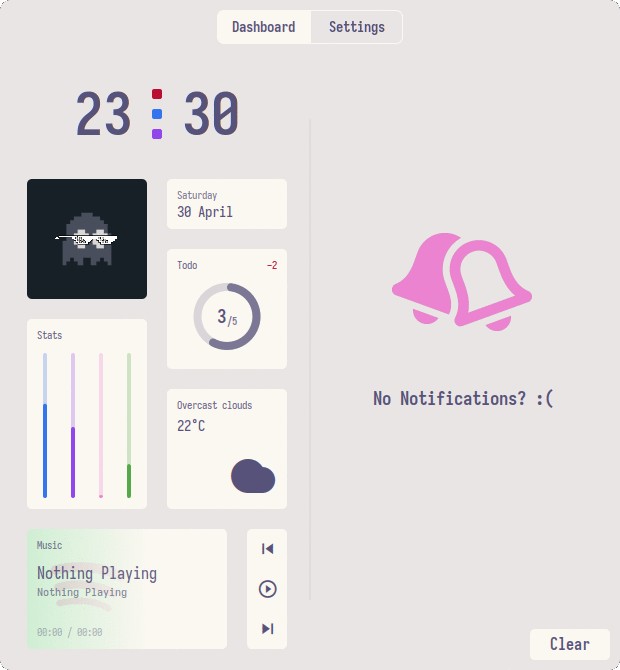 Dashboard Settings
23 : 30
Saturday
30 April
Todo -2
3/5
Stats
Overcast clouds
22°C
Music
Nothing Playing
Nothing Playing
00:00 / 00:00
No Notifications? :(
Clear